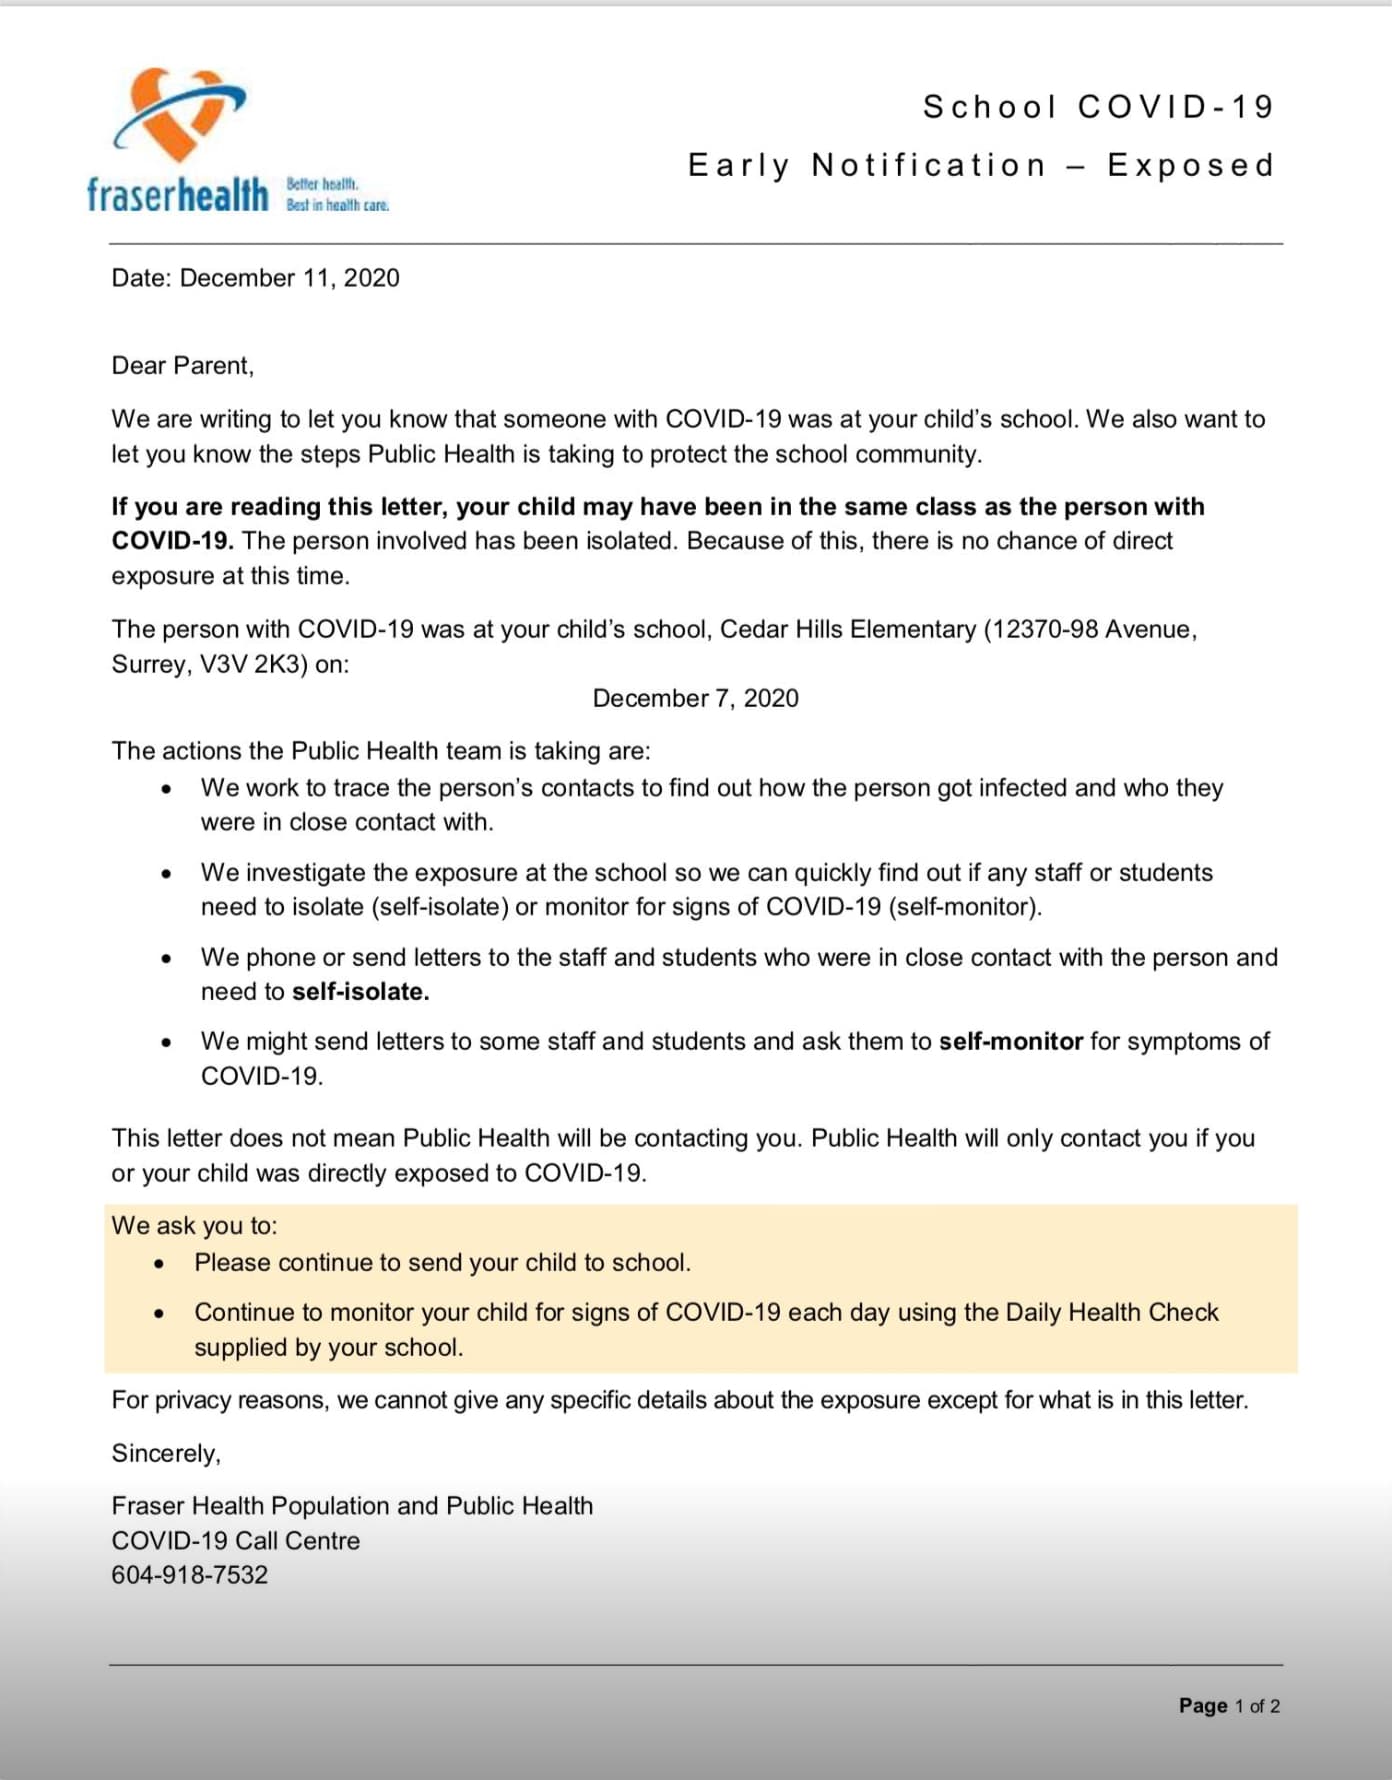 School COVID-19
Early Notification – Exposed
fraserhealth
Better health.
Best in health care.
Date: December 11, 2020
Dear Parent,
We are writing to let you know that someone with COVID-19 was at your child’s school. We also want to
let you know the steps Public Health is taking to protect the school community.
If you are reading this letter, your child may have been in the same class as the person with
COVID-19. The person involved has been isolated. Because of this, there is no chance of direct
exposure at this time.
The person with COVID-19 was at your child’s school, Cedar Hills Elementary (12370-98 Avenue,
Surrey, V3V 2K3) on:
December 7, 2020
The actions the Public Health team is taking are:
• We work to trace the person’s contacts to find out how the person got infected and who they
were in close contact with.
• We investigate the exposure at the school so we can quickly find out if any staff or students
need to isolate (self-isolate) or monitor for signs of COVID-19 (self-monitor).
• We phone or send letters to the staff and students who were in close contact with the person and
need to self-isolate.
• We might send letters to some staff and students and ask them to self-monitor for symptoms of
COVID-19.
This letter does not mean Public Health will be contacting you. Public Health will only contact you if you
or your child was directly exposed to COVID-19.
We ask you to:
• Please continue to send your child to school.
• Continue to monitor your child for signs of COVID-19 each day using the Daily Health Check
supplied by your school.
For privacy reasons, we cannot give any specific details about the exposure except for what is in this letter.
Sincerely,
Fraser Health Population and Public Health
COVID-19 Call Centre
604-918-7532
Page 1 of 2